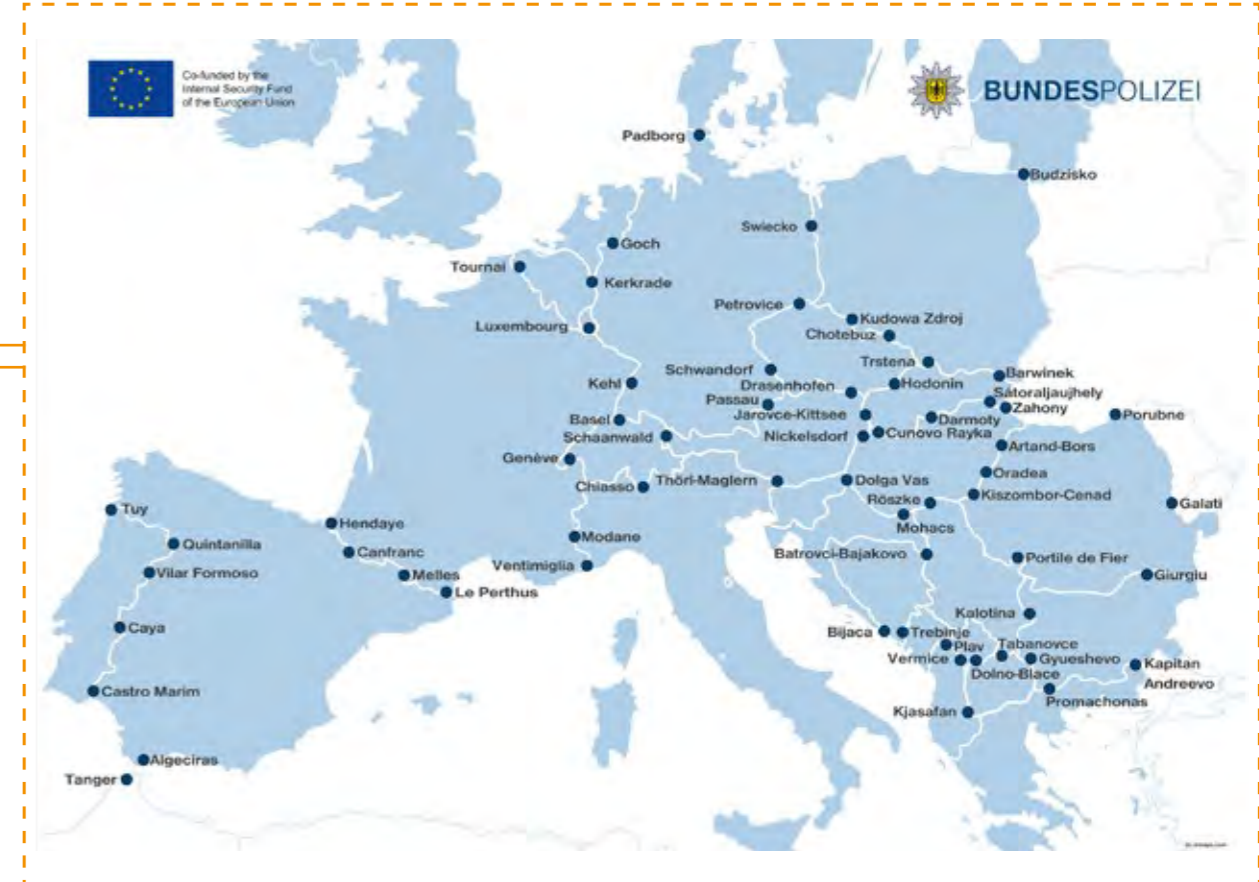 Co-funded by the
Internal Security Fund
of the European Union
BUNDESPOLIZEI
Padborg
Budzisko
Swiecko
Goch
Tournai
Kerkrade
Petrovice
Luxembourg
Kudowa Zdroj
Chotebuz
Trstena
Schwandorf
Barwinek
Kehl
Drasenhofen
Hodonin
Sátoraljaujhely
Passau
Zahony
Jarovce-Kittsee
Darmoty
Porubne
Basel
Schaanwald
Nickelsdorf
Cunovo Rayka
Artand-Bors
Genève
Oradea
Chiasso
Thörl-Maglern
Dolga Vas
Röszke
Kiszombor-Cenad
Galati
Tuy
Mohacs
Hendaye
Quintanilla
Canfranc
Modane
Batrovci-Bajakovo
Portile de Fier
Ventimiglia
Vilar Formoso
Melles
Giurgiu
Le Perthus
Kalotina
Caya
Bijaca
Trebinje
Plav
Tabanovce
Vermice
Gyueshevo
Kapitan
Andreevo
Dolno-Blace
Castro Marim
Promachonas
Kjasafan
Algeciras
Tanger